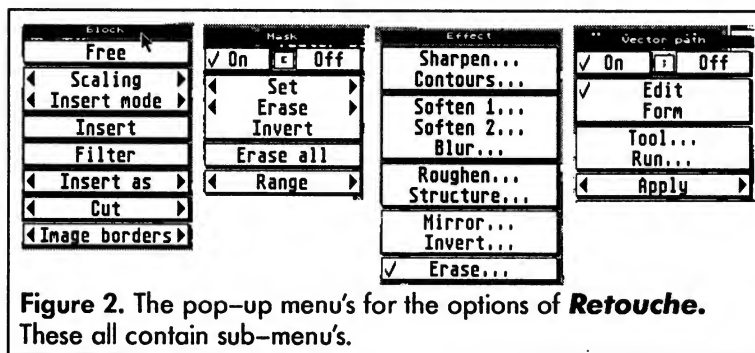 Block
Free
Scaling
Insert mode
Insert
Filter
Insert as
Cut
Image borders
Mask
✓ On E Off
Set
Erase
Invert
Erase all
Range
Effect
Sharpen...
Contours...
Soften 1...
Soften 2...
Blur...
Roughen...
Structure...
Mirror...
Invert...
✓ Erase...
Vector path
✓ On ; Off
✓ Edit
Form
Tool...
Run...
Apply
Figure 2. The pop-up menu's for the options of Retouche.
These all contain sub-menu's.